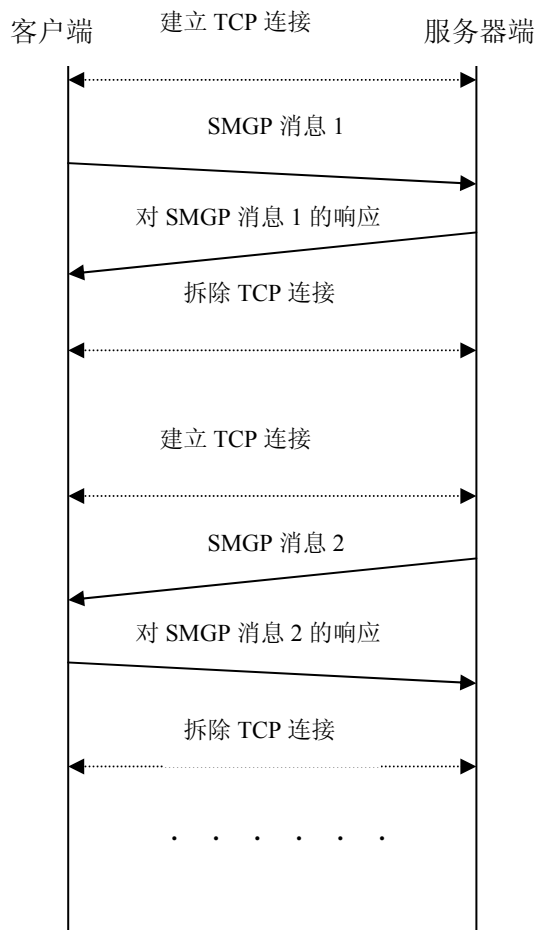 建立 TCP 连接
客户端
服务器端
SMGP 消息 1
对 SMGP 消息 1 的响应
拆除 TCP 连接
建立 TCP 连接
SMGP 消息 2
对 SMGP 消息 2 的响应
拆除 TCP 连接
. . . . . .